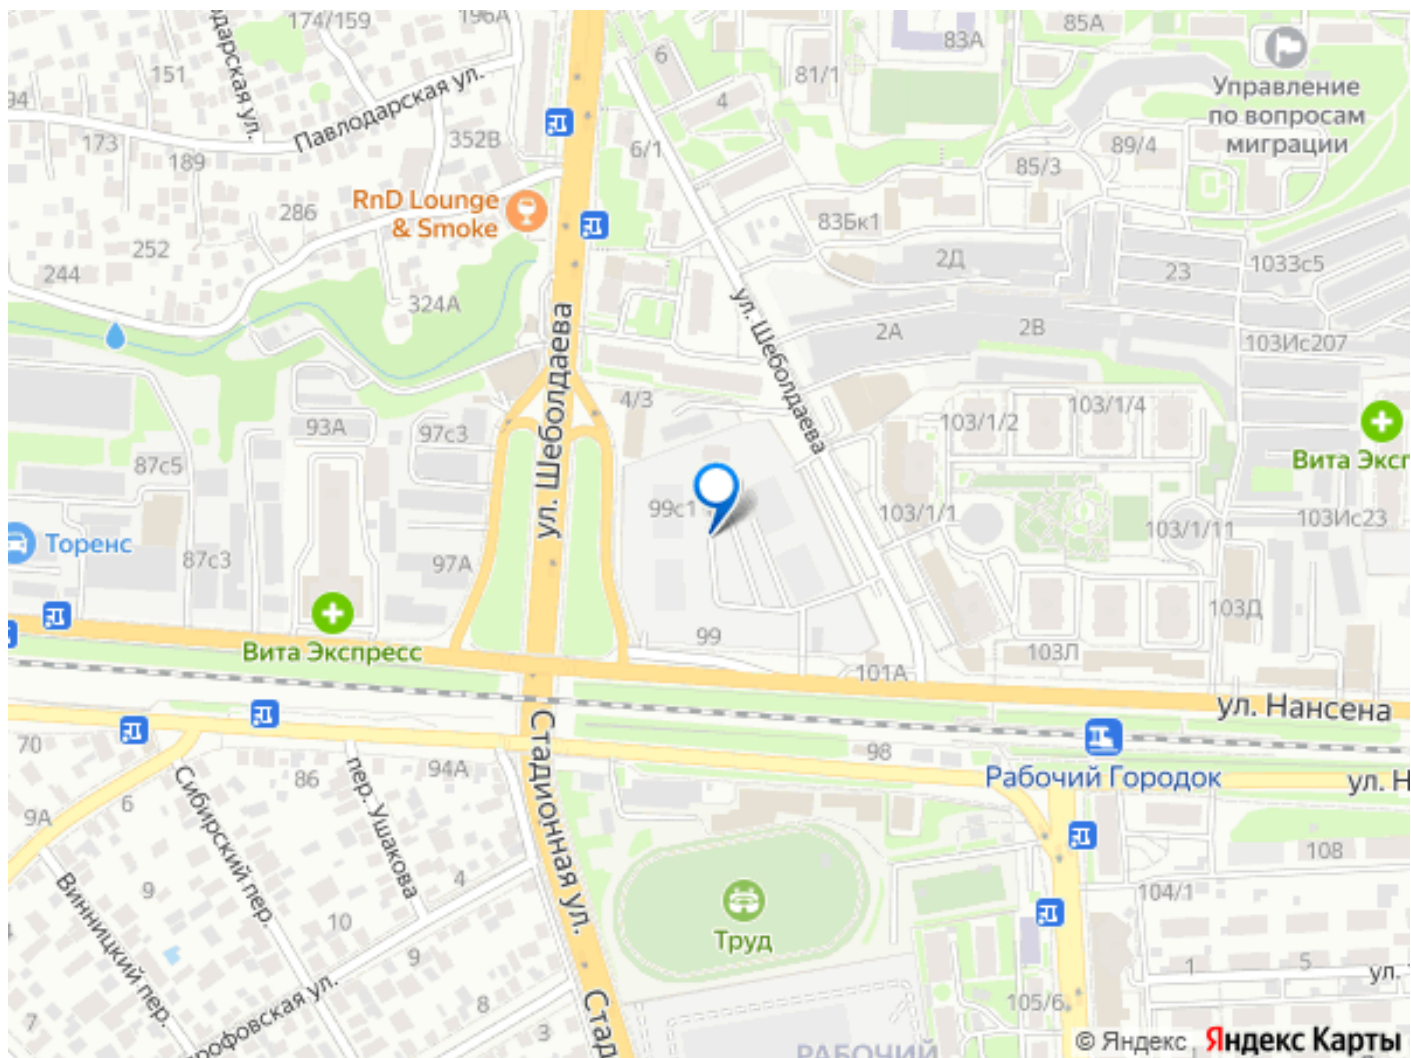 174/159
196А
6
83А
85А
81/1
151
94
Павлодарская ул.
4
Управление
по вопросам
миграции
173
189
352В
6/1
89/4
85/3
RnD Lounge
& Smoke
286
252
83Бк1
244
2Д
23
1033с5
324А
ул. Шеболдаева
2А
2В
103Ис207
ул. Шеболдаева
4/3
103/1/2
103/1/4
93А
97с3
87с5
Вита Эксп
99с1
103/1/1
103/1/11
103Ис23
Торенс
87с3
97А
103Д
99
Вита Экспресс
101А
103Л
ул. Нансена
70
98
86
94А
Рабочий Городок
ул. Н
6
9А
Сибирский пер.
пер. Ушакова
Стадионная ул.
108
9
4
104/1
Винницкий пер.
10
Труд
9
1
5
ул.
8
105/6
7
3
рофовская ул.
Стад
РАБОЧИЙ
© Яндекс
Яндекс Карты